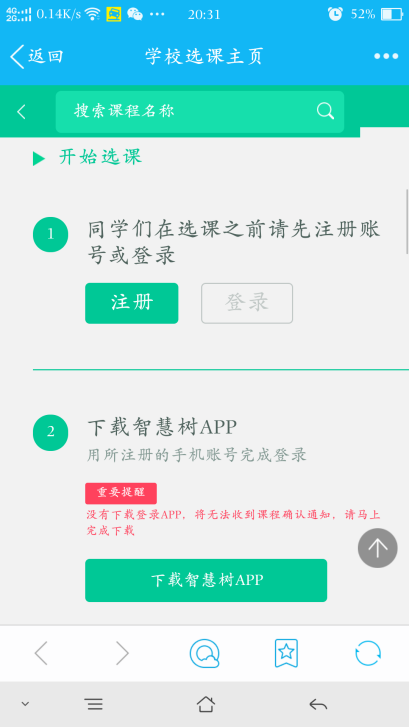 4G 2G 0.14K/s 20:31 52%
返回 学校选课主页
搜索课程名称
开始选课
1 同学们在选课之前请先注册账
号或登录
注册 登录
2 下载智慧树APP
用所注册的手机账号完成登录
重要提醒
没有下载登录APP，将无法收到课程确认通知，请马上
完成下载
下载智慧树APP